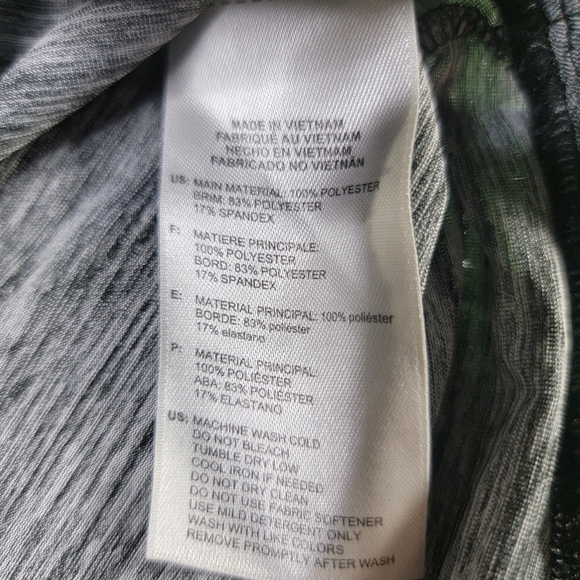 MADE IN VIETNAM
FABRIQUÉ AU VIETNAM
HECHO EN VIETNAM
FABRICADO NO VIETNÃN
US: MAIN MATERIAL: 100% POLYESTER
BRIM: 83% POLYESTER
17% SPANDEX
F: MATIERE PRINCIPALE:
100% POLYESTER
BORD: 83% POLYESTER
17% SPANDEX
E: MATERIAL PRINCIPAL: 100% poliéster
BORDE: 83% poliéster
17% elastano
P: MATERIAL PRINCIPAL:
100% POLIÉSTER
ABA: 83% POLIÉSTER
17% ELASTANO
US: MACHINE WASH COLD
DO NOT BLEACH
TUMBLE DRY LOW
COOL IRON IF NEEDED
DO NOT DRY CLEAN
DO NOT USE FABRIC SOFTENER
USE MILD DETERGENT ONLY
WASH WITH LIKE COLORS
REMOVE PROMPTLY AFTER WASH